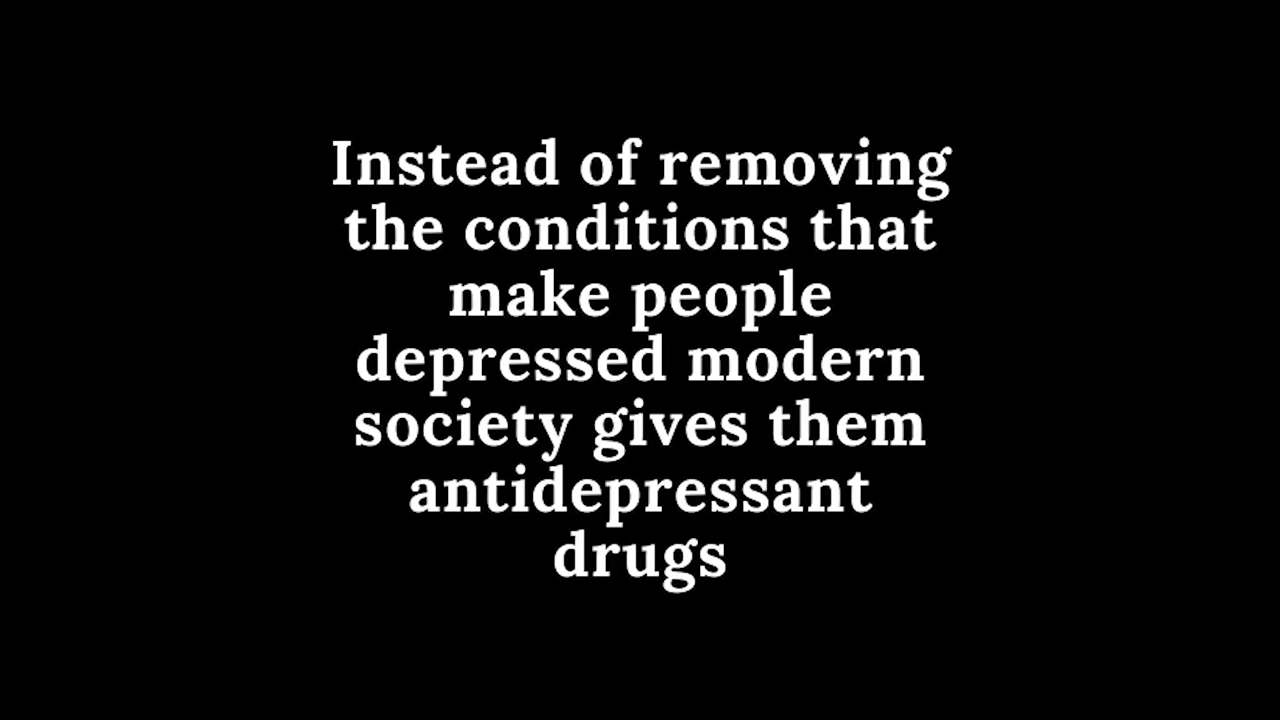 Instead of removing
the conditions that
make people
depressed modern
society gives them
antidepressant
drugs